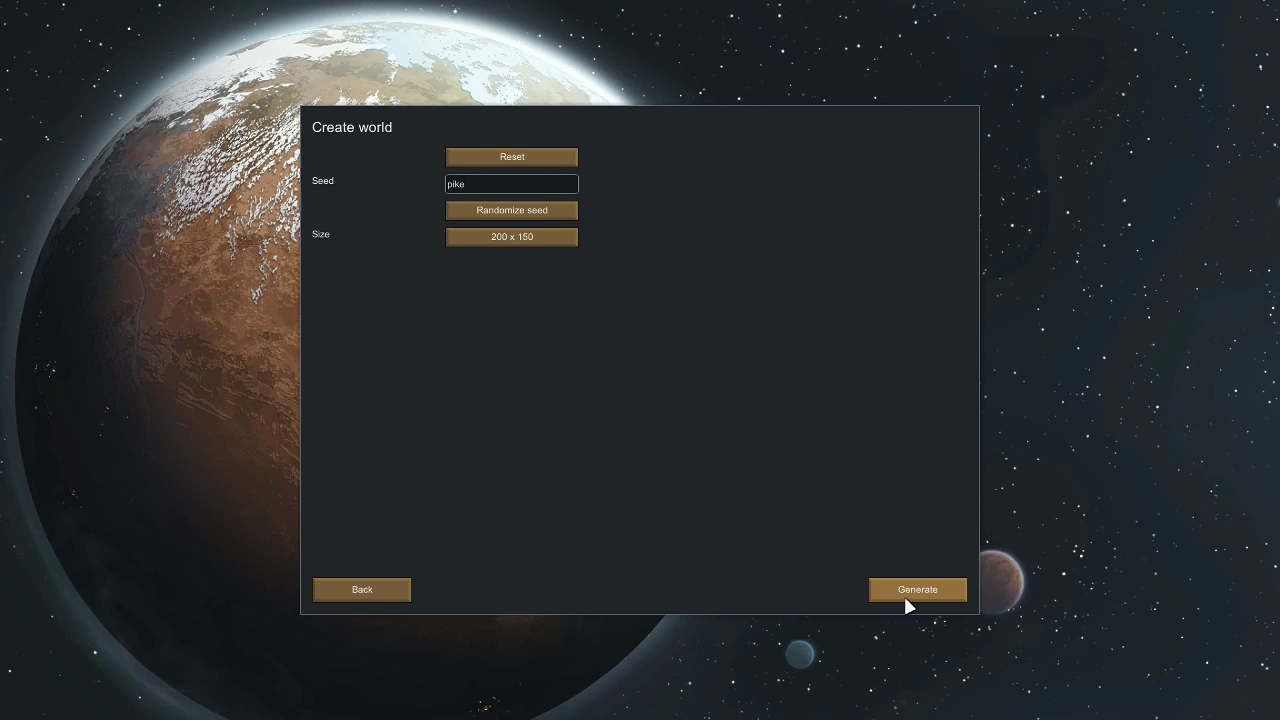 Create world
Reset
Seed
pike
Randomize seed
Size
200 x 150
Back
Generate